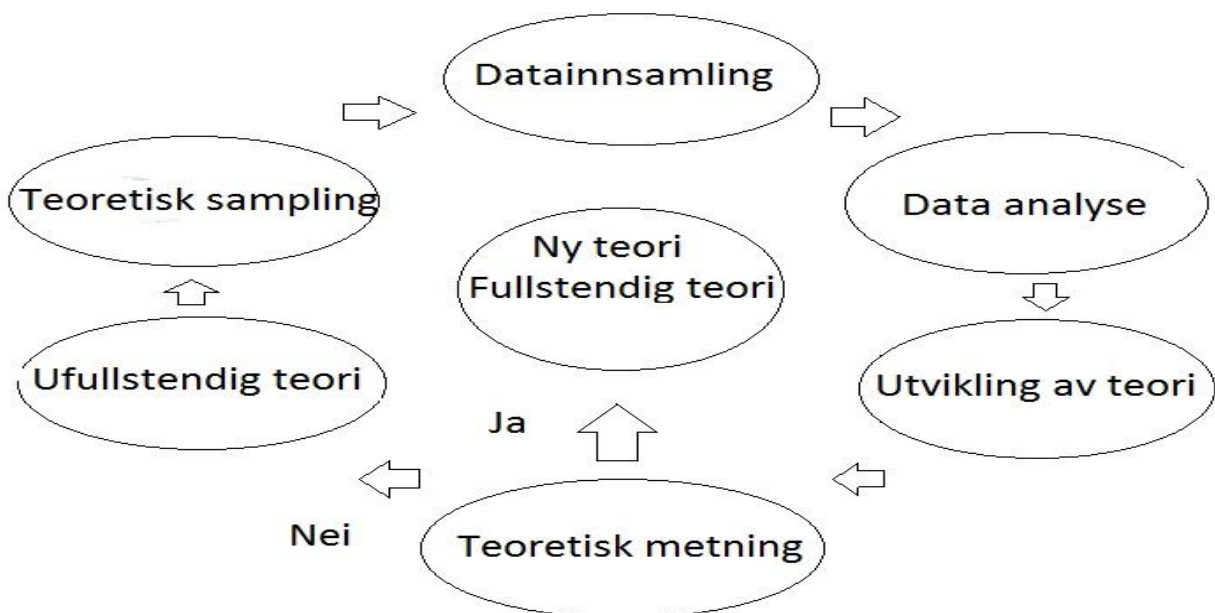 Datainnsamling
Teoretisk sampling
Data analyse
Ny teori
Fullstendig teori
Ufullstendig teori
Utvikling av teori
Ja
Nei
Teoretisk metning